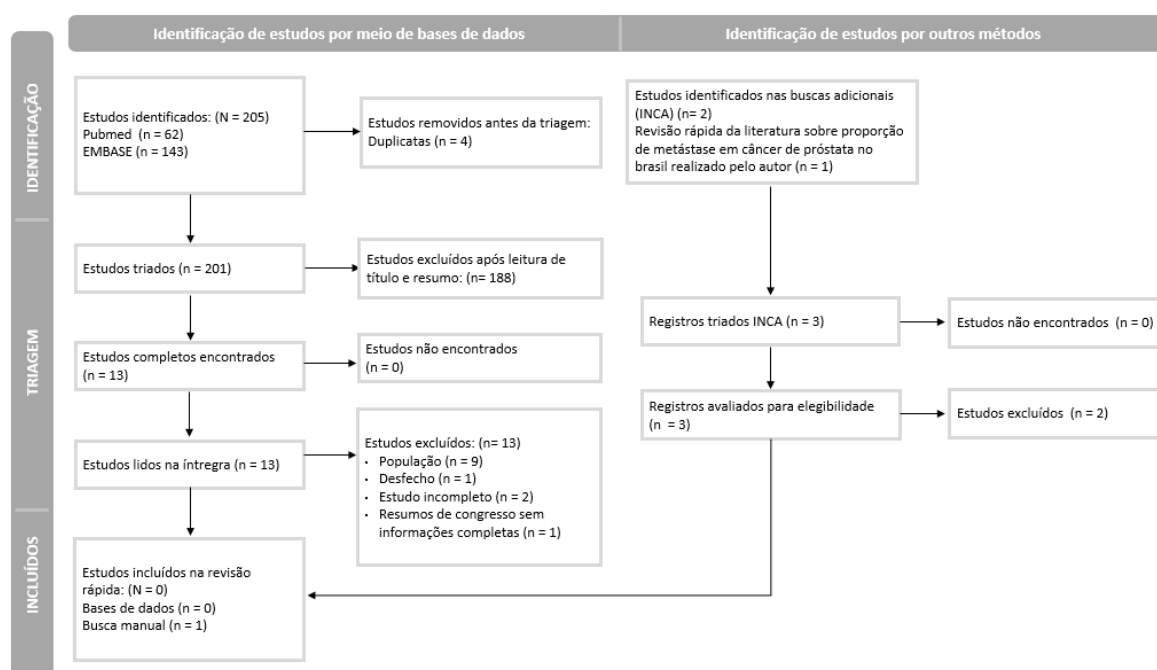 Identificação de estudos por meio de bases de dados
Identificação de estudos por outros métodos
IDENTIFICAÇÃO
Estudos identificados: (N = 205)
Pubmed (n = 62)
EMBASE (n = 143)
Estudos removidos antes da triagem:
Duplicatas (n = 4)
Estudos identificados nas buscas adicionais
(INCA) (n= 2)
Revisão rápida da literatura sobre proporção
de metástase em câncer de próstata no
brasil realizado pelo autor (n = 1)
TRIAGEM
Estudos triados (n = 201)
Estudos excluídos após leitura de
título e resumo: (n= 188)
Registros triados INCA (n = 3)
Estudos não encontrados (n = 0)
Estudos completos encontrados
(n = 13)
Estudos não encontrados
(n = 0)
Registros avaliados para elegibilidade
(n = 3)
Estudos excluídos (n = 2)
Estudos lidos na íntregra (n = 13)
Estudos excluídos: (n= 13)
• População (n = 9)
• Desfecho (n = 1)
• Estudo incompleto (n = 2)
• Resumos de congresso sem
informações completas (n = 1)
INCLUÍDOS
Estudos incluídos na revisão
rápida: (N = 0)
Bases de dados (n = 0)
Busca manual (n = 1)